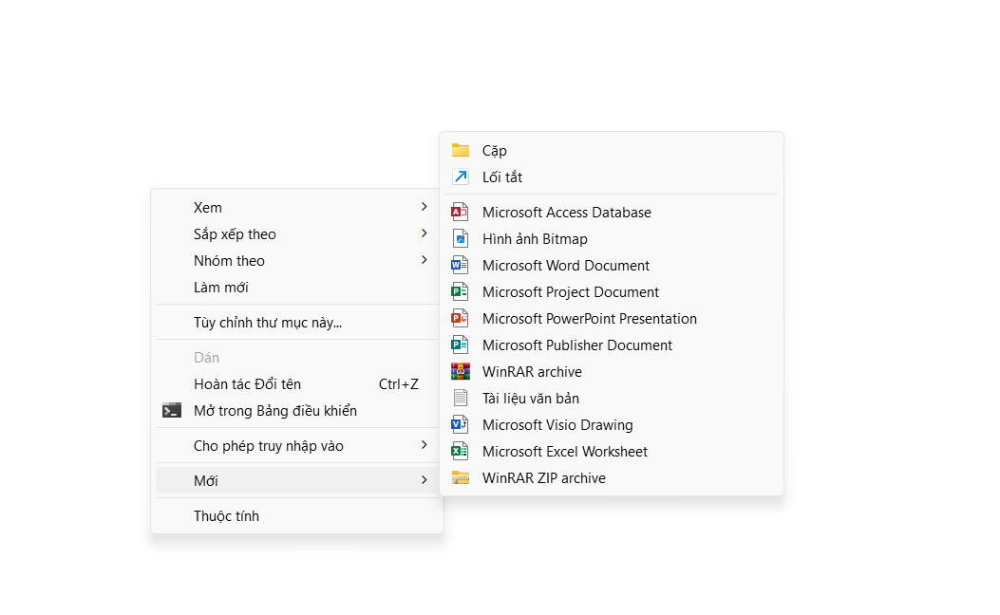 Xem
Sắp xếp theo
Nhóm theo
Làm mới
Tùy chỉnh thư mục này...
Dán
Hoàn tác Đổi tên Ctrl+Z
Mở trong Bảng điều khiển
Cho phép truy nhập vào
Mới
Thuộc tính
Cặp
Lối tắt
Microsoft Access Database
Hình ảnh Bitmap
Microsoft Word Document
Microsoft Project Document
Microsoft PowerPoint Presentation
Microsoft Publisher Document
WinRAR archive
Tài liệu văn bản
Microsoft Visio Drawing
Microsoft Excel Worksheet
WinRAR ZIP archive